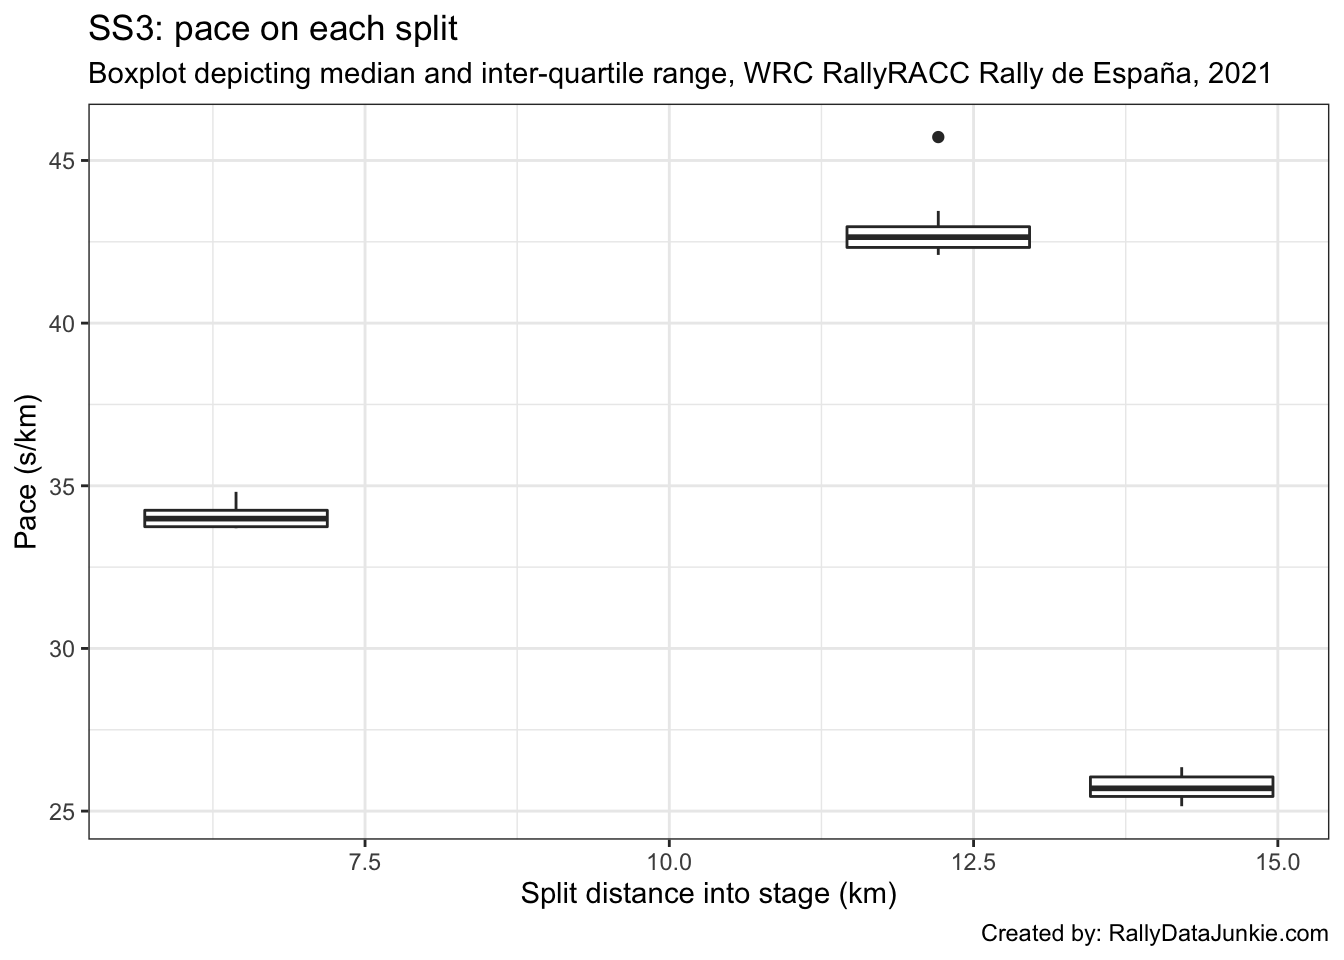 SS3: pace on each split
Boxplot depicting median and inter-quartile range, WRC RallyRACC Rally de España, 2021
45
40
35
30
25
Pace (s/km)
7.5 10.0 12.5 15.0
Split distance into stage (km)
Created by: RallyDataJunkie.com